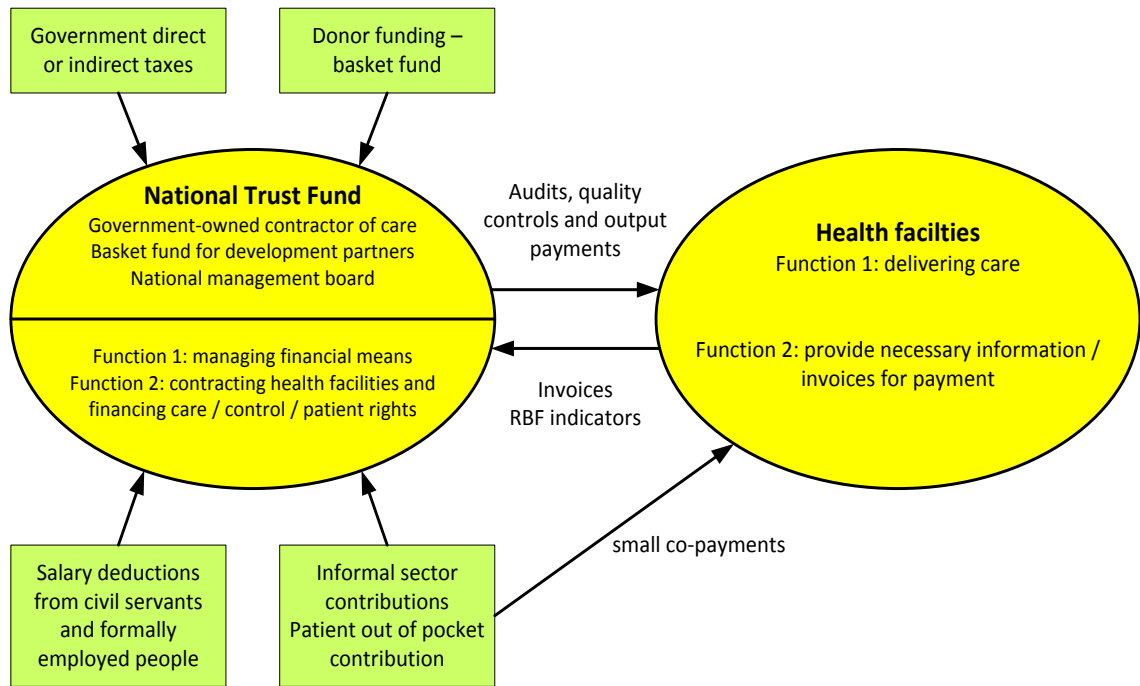 Government direct
or indirect taxes
Donor funding –
basket fund
National Trust Fund
Government-owned contractor of care
Basket fund for development partners
National management board
Function 1: managing financial means
Function 2: contracting health facilities and
financing care / control / patient rights
Audits, quality
controls and output
payments
Invoices
RBF indicators
Health facilties
Function 1: delivering care
Function 2: provide necessary information /
invoices for payment
small co-payments
Salary deductions
from civil servants
and formally
employed people
Informal sector
contributions
Patient out of pocket
contribution